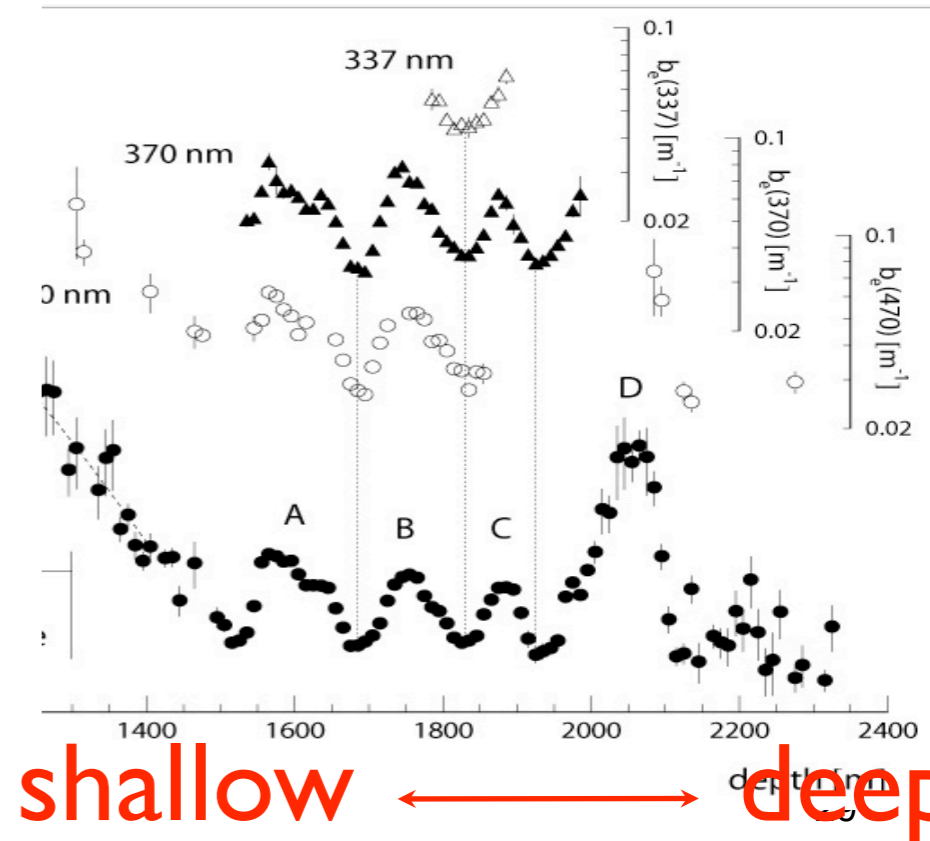 0.1
337 nm
b_e(337) [m^-1]
0.02
370 nm
0.1
b_e(370) [m^-1]
0.02
0 nm
0.1
b_e(470) [m^-1]
0.02
D
A
B
C
e
1400 1600 1800 2000 2200 2400
shallow
deep